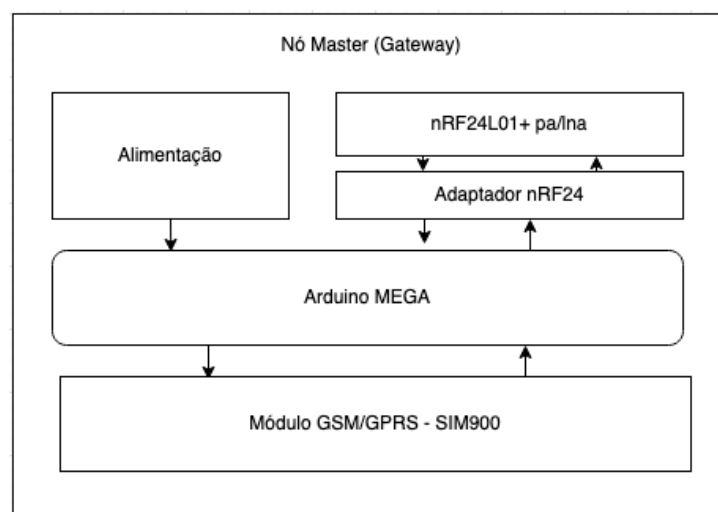 Nó Master (Gateway)
Alimentação
nRF24L01+ pa/lna
Adaptador nRF24
Arduino MEGA
Módulo GSM/GPRS - SIM900